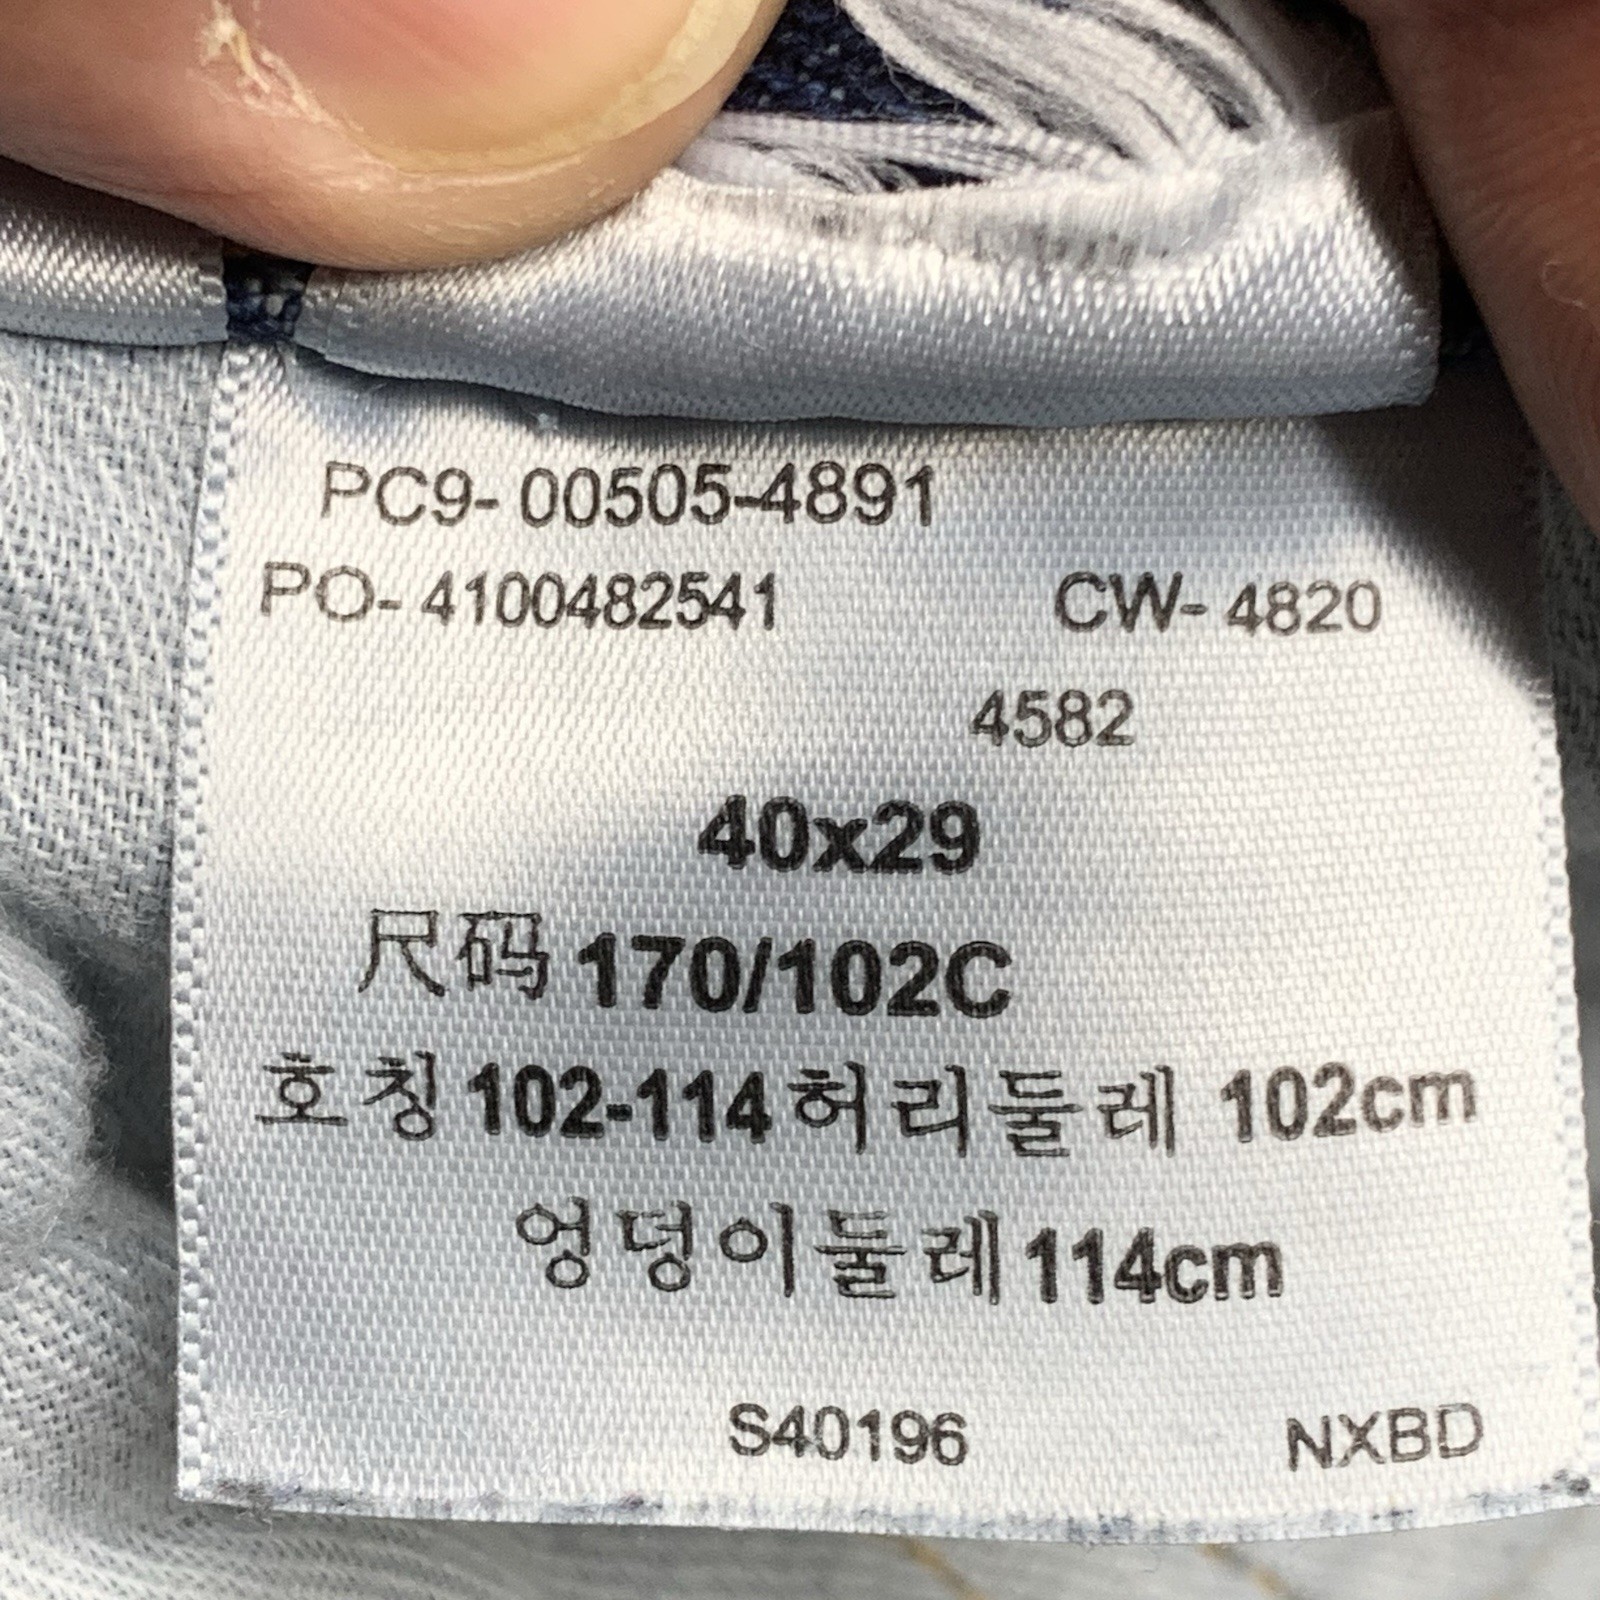 PC9- 00505-4891
PO- 4100482541 CW- 4820
4582
40x29
尺码 170/102C
호칭 102-114 허리둘레 102cm
엉덩이둘레 114cm
S40196 NXBD